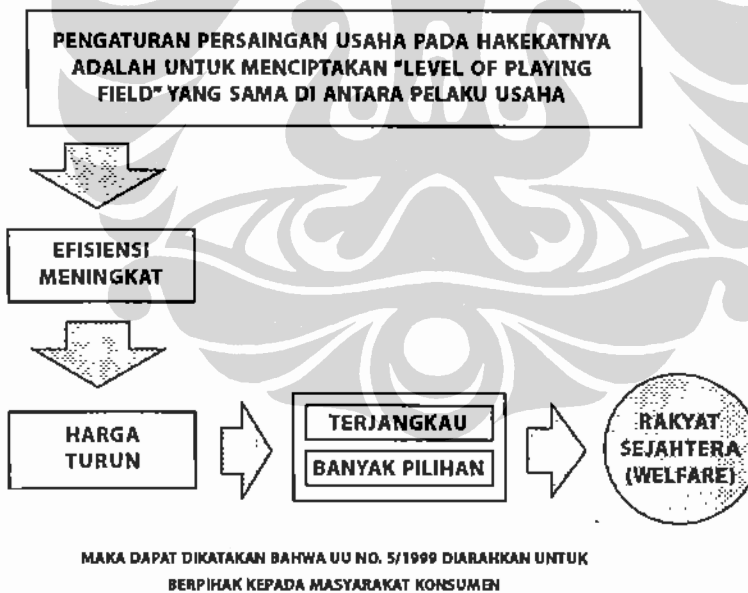 PENGATURAN PERSAINGAN USAHA PADA HAKEKATNYA
ADALAH UNTUK MENCIPTAKAN "LEVEL OF PLAYING
FIELD" YANG SAMA DI ANTARA PELAKU USAHA
EFISIENSI
MENINGKAT
HARGA
TURUN
TERJANGKAU
BANYAK PILIHAN
RAKYAT
SEJAHTERA
(WELFARE)
MAKA DAPAT DIKATAKAN BAHWA UU NO. 5/1999 DIARAHKAN UNTUK
BERPIHAK KEPADA MASYARAKAT KONSUMEN